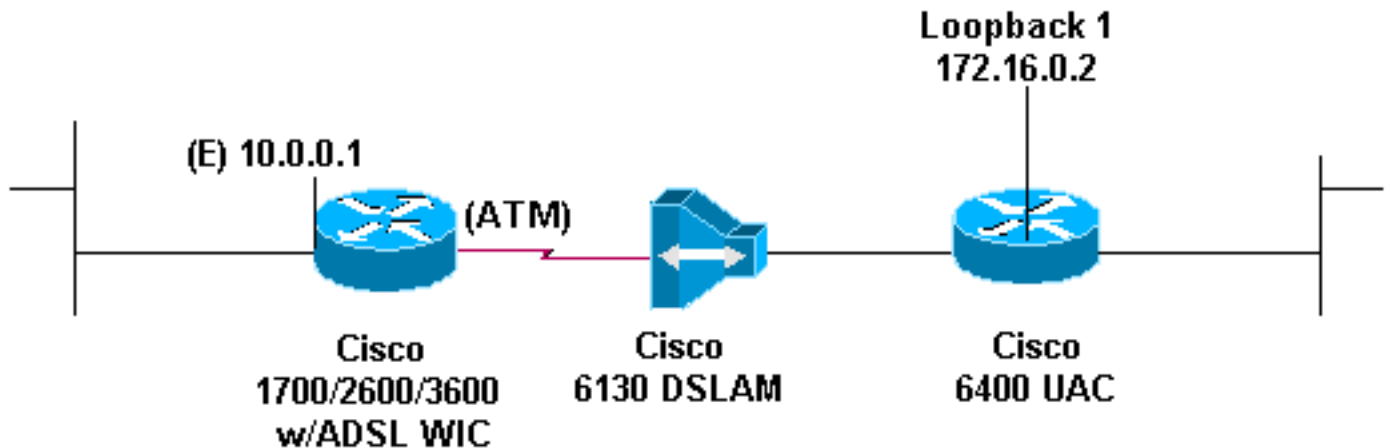 Loopback 1
172.16.0.2
(E) 10.0.0.1
(ATM)
Cisco
1700/2600/3600
w/ADSL WIC
Cisco
6130 DSLAM
Cisco
6400 UAC